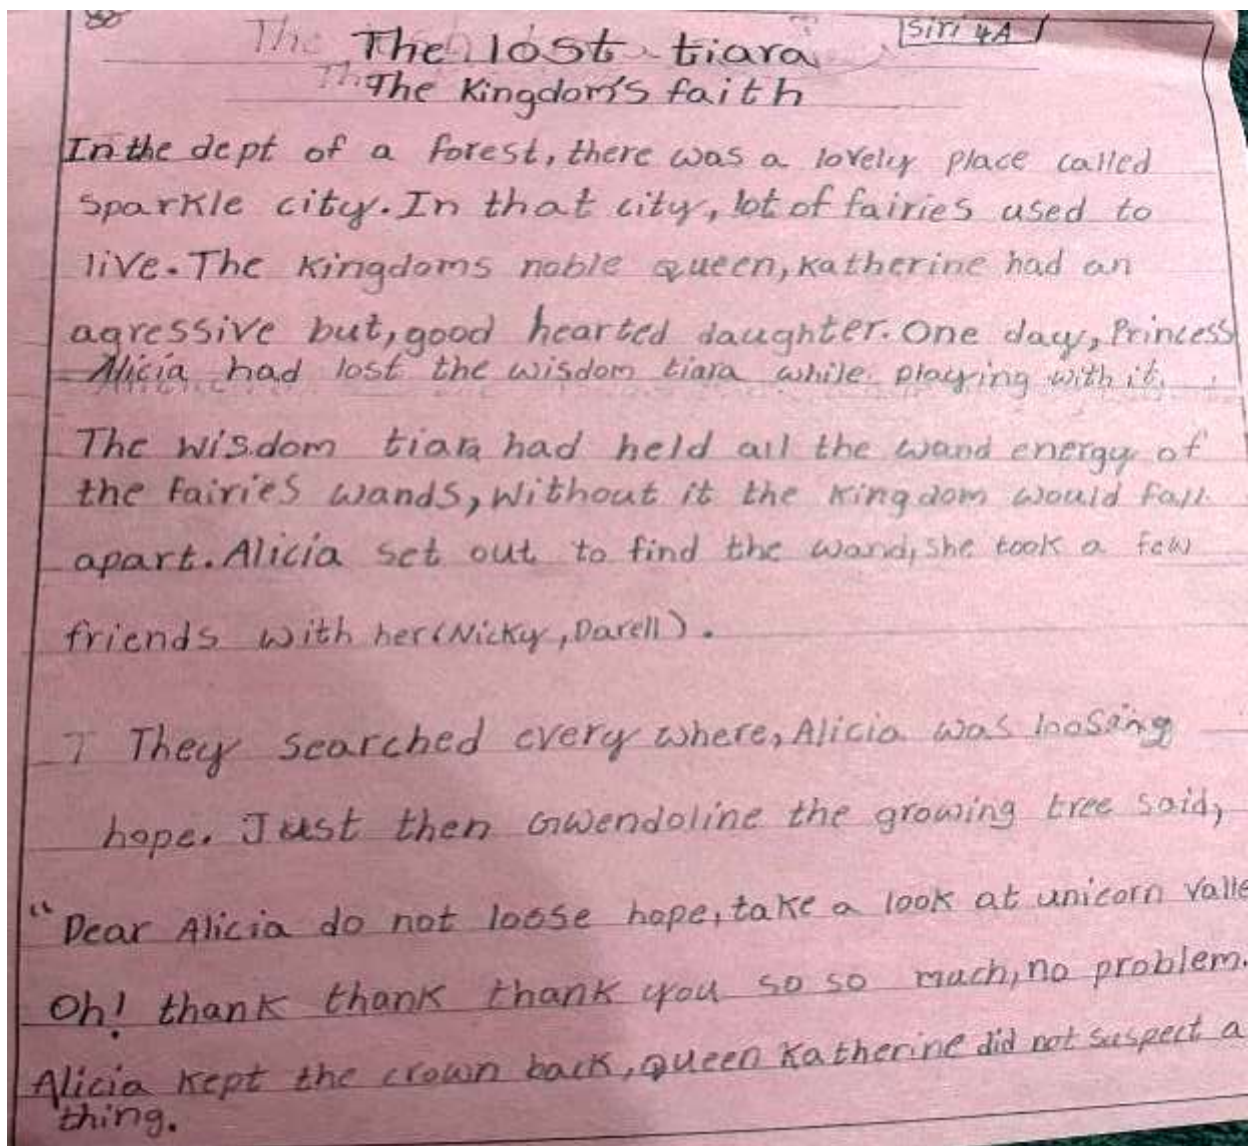 Siri 4A
The lost tiara
The Kingdom's faith
In the dept of a forest, there was a lovely place called
sparkle city. In that city, lot of fairies used to
live. The kingdoms noble queen, katherine had an
agressive but, good hearted daughter. One day, Princess
Alicia had lost the wisdom tiara while playing with it.
The wisdom tiara had held all the wand energy of
the fairies wands, without it the kingdom would fall
apart. Alicia set out to find the wand, she took a few
friends with her (Nicky, Darell).
T They searched every where, Alicia was loosing
hope. Just then Gwendoline the growing tree said,
"Dear Alicia do not loose hope, take a look at unicorn Valle
Oh! thank thank thank you so so much, no problem.
Alicia kept the crown back, queen Katherine did not suspect a
thing.